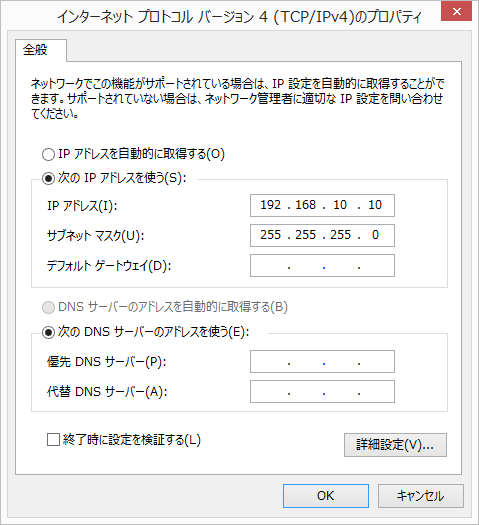 インターネット プロトコル バージョン 4 (TCP/IPv4)のプロパティ
全般
ネットワークでこの機能がサポートされている場合は、IP 設定を自動的に取得することがで
きます。サポートされていない場合は、ネットワーク管理者に適切な IP 設定を問い合わせ
てください。
IP アドレスを自動的に取得する(O)
次の IP アドレスを使う(S):
IP アドレス(I): 192 . 168 . 10 . 10
サブネット マスク(U): 255 . 255 . 255 . 0
デフォルト ゲートウェイ(D): . . .
DNS サーバーのアドレスを自動的に取得する(B)
次の DNS サーバーのアドレスを使う(E):
優先 DNS サーバー(P): . . .
代替 DNS サーバー(A): . . .
終了時に設定を検証する(L)
詳細設定(V)...
OK キャンセル